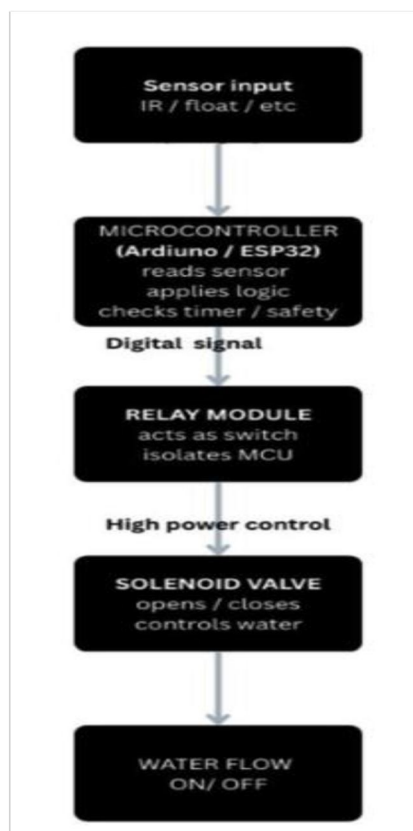 Sensor input
IR / float / etc
MICROCONTROLLER
(Ardiuno / ESP32)
reads sensor
applies logic
checks timer / safety
Digital signal
RELAY MODULE
acts as switch
isolates MCU
High power control
SOLENOID VALVE
opens / closes
controls water
WATER FLOW
ON/ OFF